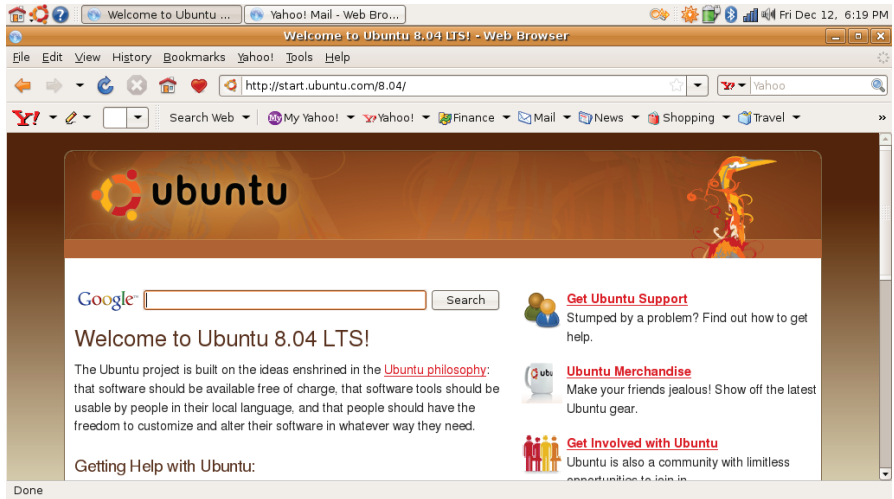 Welcome to Ubuntu ... Yahoo! Mail - Web Bro... Fri Dec 12, 6:19 PM
Welcome to Ubuntu 8.04 LTS! - Web Browser
File Edit View History Bookmarks Yahoo! Tools Help
http://start.ubuntu.com/8.04/ Yahoo
Y! Search Web My Yahoo! Yahoo! Finance Mail News Shopping Travel »
ubuntu
Google™ Search
Welcome to Ubuntu 8.04 LTS!
The Ubuntu project is built on the ideas enshrined in the Ubuntu philosophy:
that software should be available free of charge, that software tools should be
usable by people in their local language, and that people should have the
freedom to customize and alter their software in whatever way they need.
Getting Help with Ubuntu:
Get Ubuntu Support
Stumped by a problem? Find out how to get
help.
ubu
Ubuntu Merchandise
Make your friends jealous! Show off the latest
Ubuntu gear.
Get Involved with Ubuntu
Ubuntu is also a community with limitless
opportunities to join in
Done